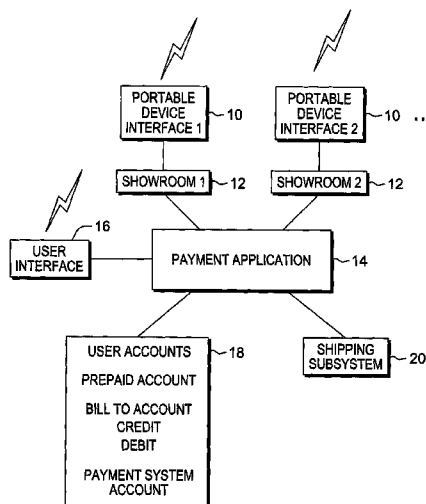 PORTABLE
DEVICE
INTERFACE 1
10
PORTABLE
DEVICE
INTERFACE 2
10 ..
SHOWROOM 1
12
SHOWROOM 2
12
16
USER
INTERFACE
PAYMENT APPLICATION
14
USER ACCOUNTS
18
PREPAID ACCOUNT
BILL TO ACCOUNT
CREDIT
DEBIT
PAYMENT SYSTEM
ACCOUNT
SHIPPING
SUBSYSTEM
20